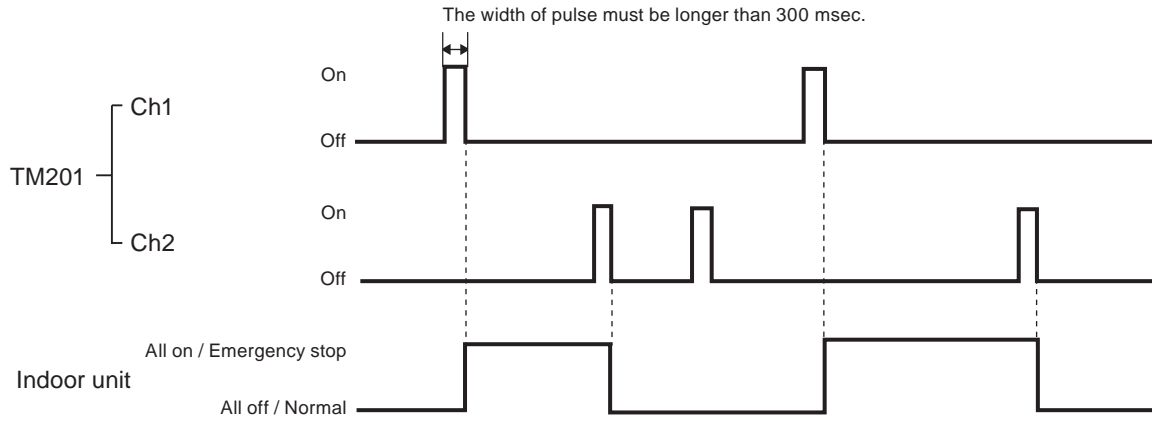 The width of pulse must be longer than 300 msec.
On
Ch1
Off
TM201
On
Ch2
Off
All on / Emergency stop
Indoor unit
All off / Normal